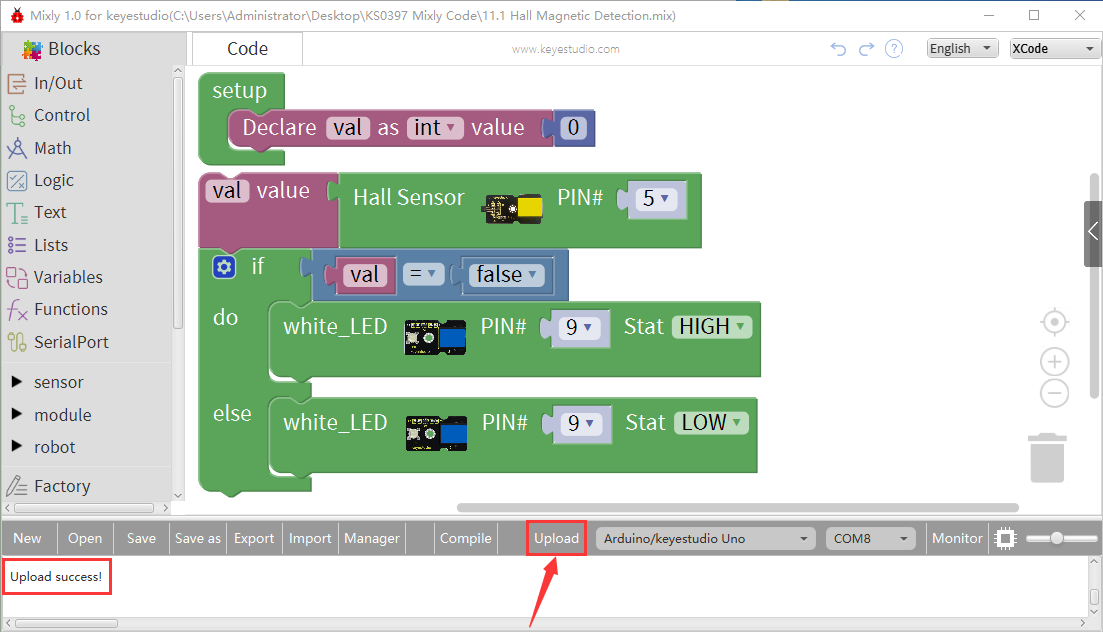 Mixly 1.0 for keyestudio(C:\Users\Administrator\Desktop\KS0397 Mixly Code\11.1 Hall Magnetic Detection.mix)
Blocks
Code
www.keyestudio.com
?
English
XCode
In/Out
Control
Math
Logic
Text
Lists
Variables
Functions
SerialPort
sensor
module
robot
Factory
setup
Declare val as int value 0
val value Hall Sensor PIN# 5
if val = false
do white_LED PIN# 9 Stat HIGH
else white_LED PIN# 9 Stat LOW
New Open Save Save as Export Import Manager Compile Upload Arduino/keyestudio Uno COM8 Monitor
Upload success!